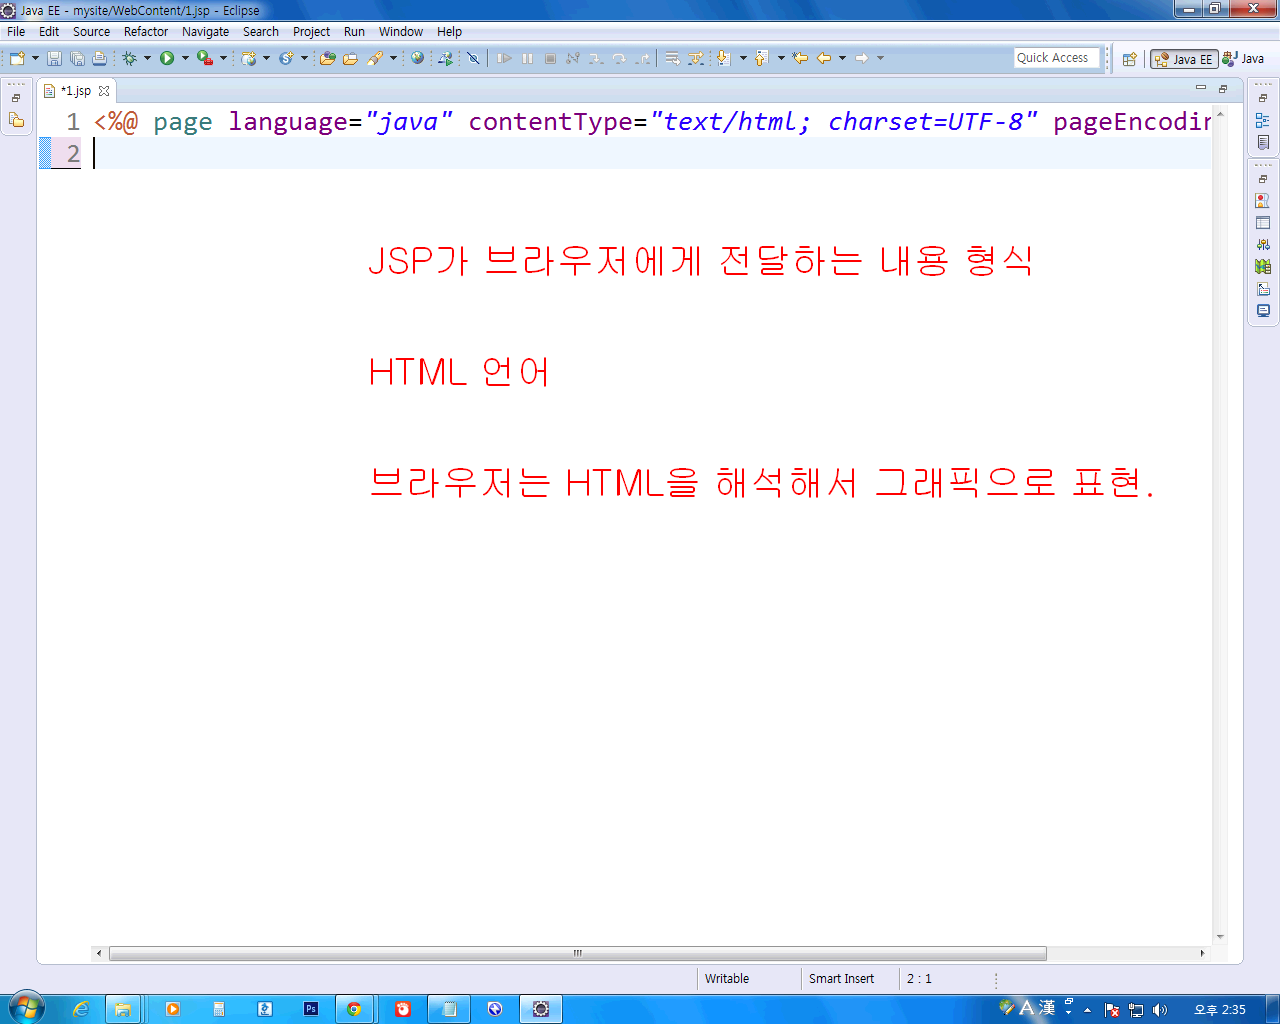 Java EE - mysite/WebContent/1.jsp - Eclipse
File Edit Source Refactor Navigate Search Project Run Window Help
Quick Access Java EE Java
*1.jsp
1 <%@ page language="java" contentType="text/html; charset=UTF-8" pageEncodin
2
JSP가 브라우저에게 전달하는 내용 형식
HTML 언어
브라우저는 HTML을 해석해서 그래픽으로 표현.
Writable Smart Insert 2 : 1
A 漢 오후 2:35